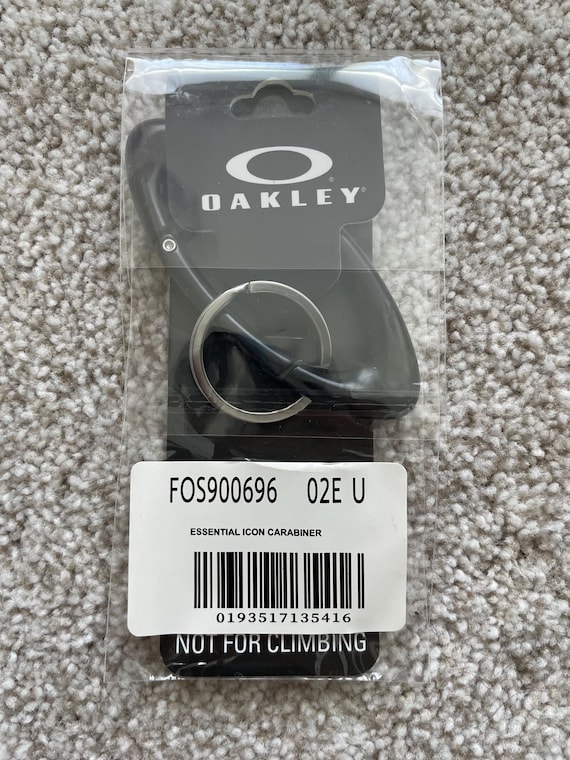 OAKLEY
FOS900696 02E U
ESSENTIAL ICON CARABINER
0193517135416
NOT FOR CLIMBING